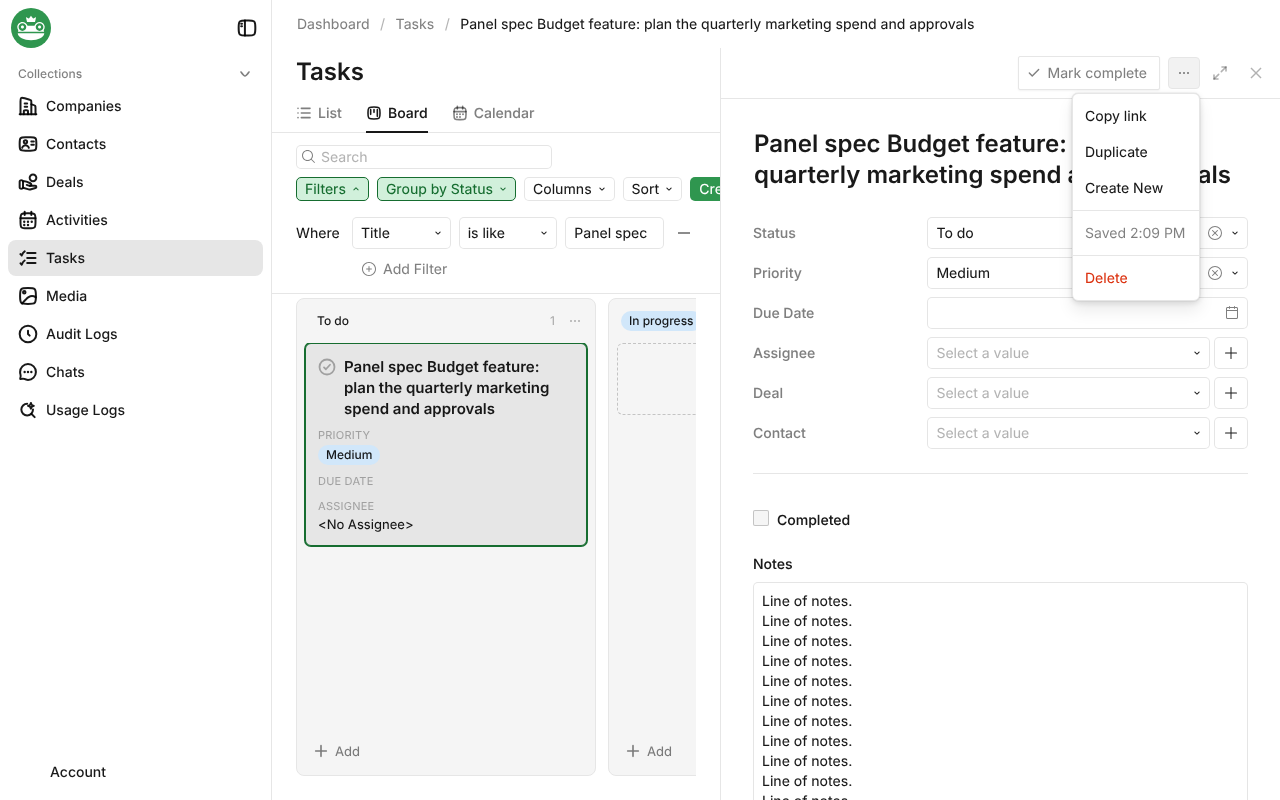 Collections
Companies
Contacts
Deals
Activities
Tasks
Media
Audit Logs
Chats
Usage Logs
Account
Dashboard / Tasks / Panel spec Budget feature: plan the quarterly marketing spend and approvals
Tasks
List
Board
Calendar
Search
Filters
Group by Status
Columns
Sort
Where
Title
is like
Panel spec
Add Filter
To do
1
Panel spec Budget feature:
plan the quarterly marketing
spend and approvals
PRIORITY
Medium
DUE DATE
ASSIGNEE
<No Assignee>
Add
In progress
Add
Mark complete
Copy link
Duplicate
Create New
Saved 2:09 PM
Delete
Panel spec Budget feature:
quarterly marketing spend
Status
To do
Priority
Medium
Due Date
Assignee
Select a value
Deal
Select a value
Contact
Select a value
Completed
Notes
Line of notes.
Line of notes.
Line of notes.
Line of notes.
Line of notes.
Line of notes.
Line of notes.
Line of notes.
Line of notes.
Line of notes.